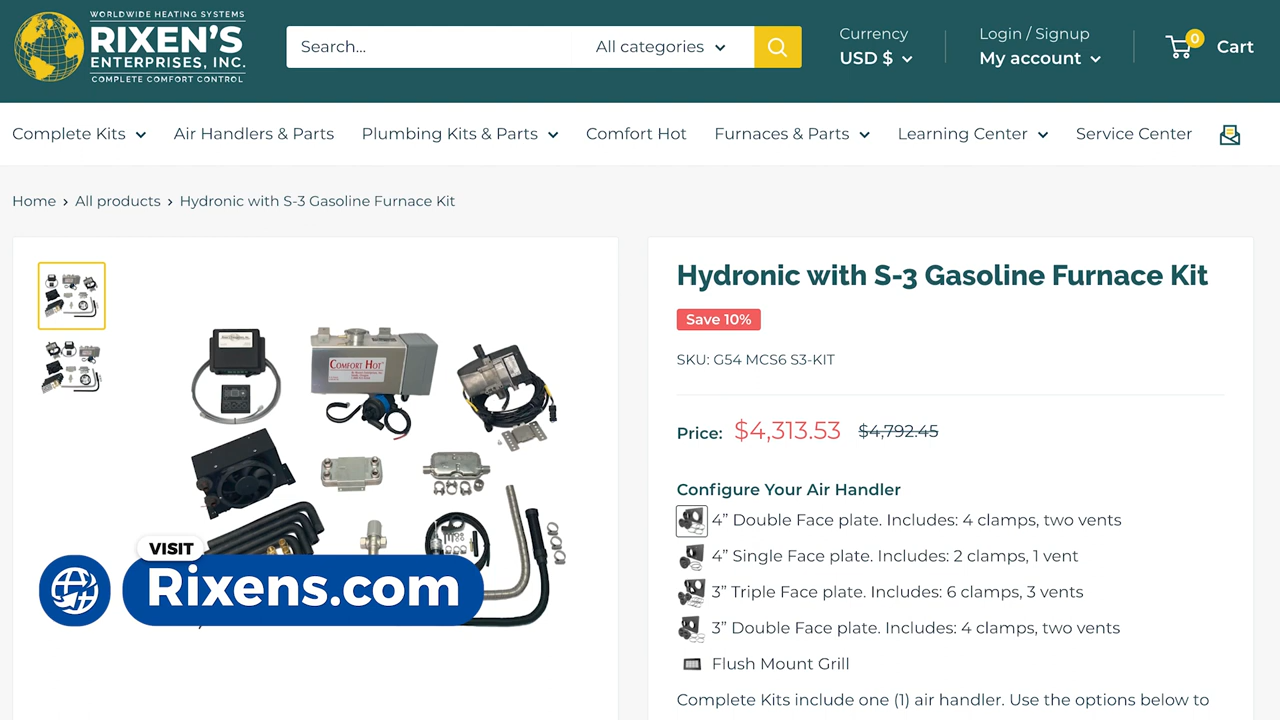 WORLDWIDE HEATING SYSTEMS
RIXEN'S
ENTERPRISES, INC.
COMPLETE COMFORT CONTROL
Search...
All categories
Currency
USD $
Login / Signup
My account
0
Cart
Complete Kits
Air Handlers & Parts
Plumbing Kits & Parts
Comfort Hot
Furnaces & Parts
Learning Center
Service Center
Home › All products › Hydronic with S-3 Gasoline Furnace Kit
COMFORT HOT
VISIT
Rixens.com
Hydronic with S-3 Gasoline Furnace Kit
Save 10%
SKU: G54 MCS6 S3-KIT
Price: $4,313.53 $4,792.45
Configure Your Air Handler
4” Double Face plate. Includes: 4 clamps, two vents
4” Single Face plate. Includes: 2 clamps, 1 vent
3” Triple Face plate. Includes: 6 clamps, 3 vents
3” Double Face plate. Includes: 4 clamps, two vents
Flush Mount Grill
Complete Kits include one (1) air handler. Use the options below to